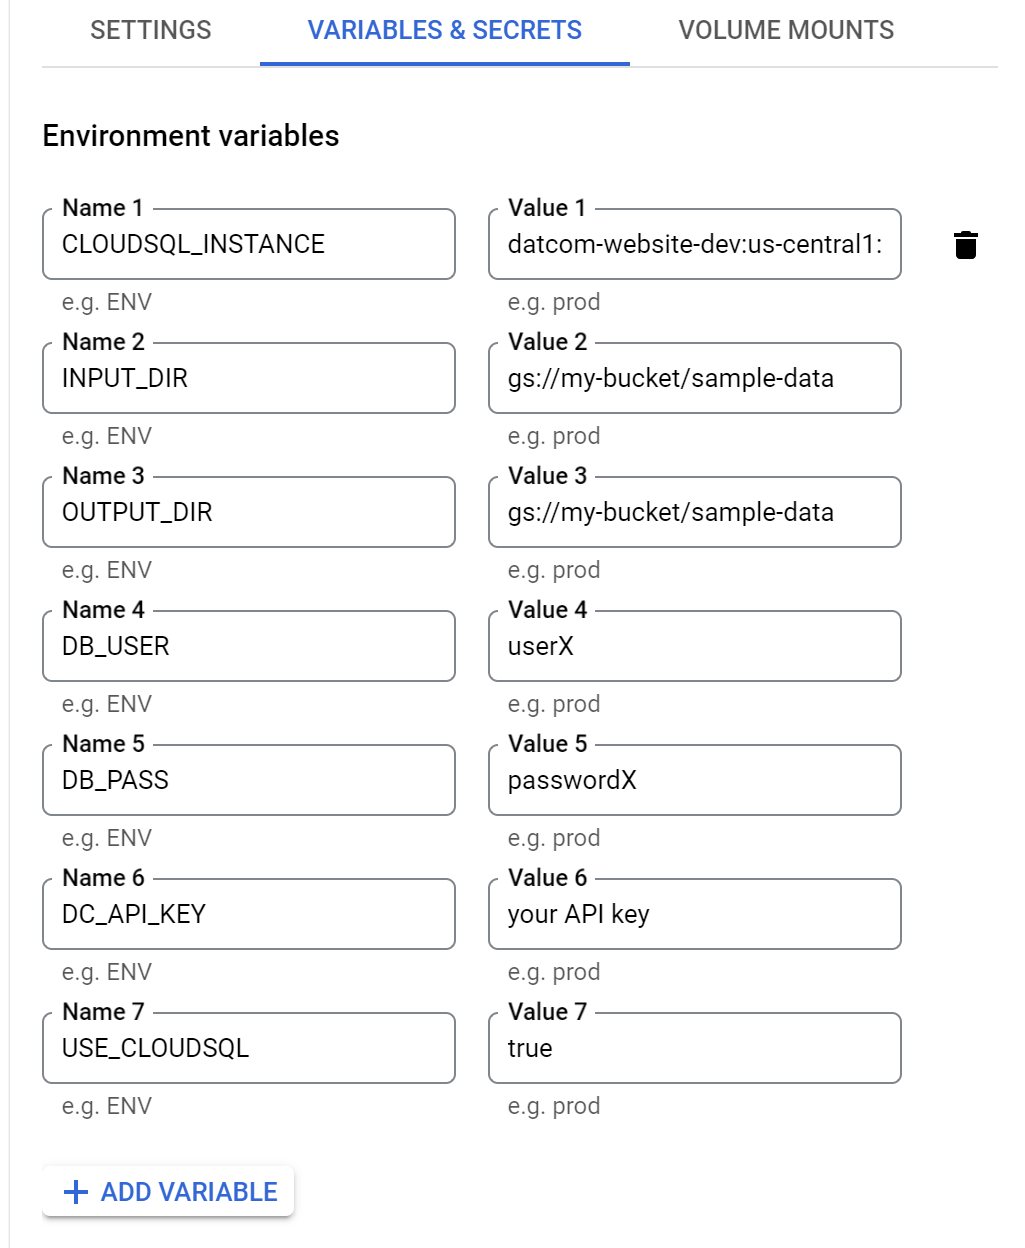 SETTINGS VARIABLES & SECRETS VOLUME MOUNTS
Environment variables
Name 1 Value 1
CLOUDSQL_INSTANCE datcom-website-dev:us-central1:
e.g. ENV e.g. prod
Name 2 Value 2
INPUT_DIR gs://my-bucket/sample-data
e.g. ENV e.g. prod
Name 3 Value 3
OUTPUT_DIR gs://my-bucket/sample-data
e.g. ENV e.g. prod
Name 4 Value 4
DB_USER userX
e.g. ENV e.g. prod
Name 5 Value 5
DB_PASS passwordX
e.g. ENV e.g. prod
Name 6 Value 6
DC_API_KEY your API key
e.g. ENV e.g. prod
Name 7 Value 7
USE_CLOUDSQL true
e.g. ENV e.g. prod
+ ADD VARIABLE